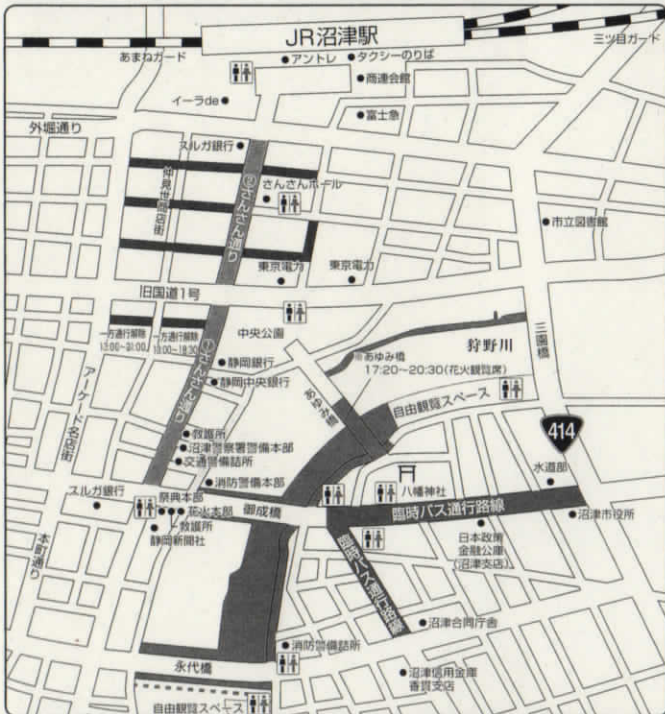 JR沼津駅
あまねガード
三ツ目ガード
●アントレ
●タクシーのりば
●商連会館
イーラde●
●富士急
外堀通り
スルガ銀行●
仲見世商店街
②さんさん通り
さんさんホール
●市立図書館
東京電力
東京電力
旧国道1号
中央公園
一方通行解除
13:00~21:00
一方通行解除
①さんさん通り
●静岡銀行
●静岡中央銀行
※あゆみ橋
17:20~20:30(花火観覧席)
狩野川
三園橋
あゆみ橋
自由観覧スペース
414
アーケード名店街
●救護所
●沼津警察署警備本部
●交通警備詰所
●消防警備本部
八幡神社
水道部
スルガ銀行
祭典本部
花火本部
救護所
静岡新聞社
御成橋
臨時バス通行路線
●沼津市役所
日本政策
金融公庫
(沼津支店)
本町通り
●沼津合同庁舎
●消防警備詰所
永代橋
●沼津信用金庫
香貫支店
自由観覧スペース